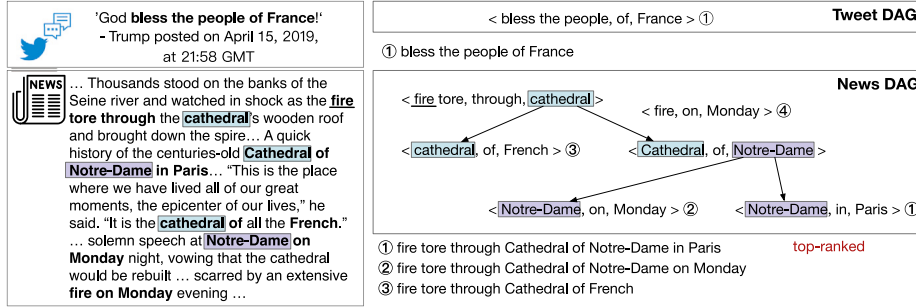 'God bless the people of France!'
- Trump posted on April 15, 2019,
at 21:58 GMT
NEWS
... Thousands stood on the banks of the
Seine river and watched in shock as the fire
tore through the cathedral's wooden roof
and brought down the spire... A quick
history of the centuries-old Cathedral of
Notre-Dame in Paris... “This is the place
where we have lived all of our great
moments, the epicenter of our lives,” he
said. “It is the cathedral of all the French.”
... solemn speech at Notre-Dame on
Monday night, vowing that the cathedral
would be rebuilt ... scarred by an extensive
fire on Monday evening ...
Tweet DAG
< bless the people, of, France > ①
① bless the people of France
News DAG
< fire tore, through, cathedral >
< fire, on, Monday > ④
< cathedral, of, French > ③
< Cathedral, of, Notre-Dame >
< Notre-Dame, on, Monday > ②
< Notre-Dame, in, Paris > ①
① fire tore through Cathedral of Notre-Dame in Paris
top-ranked
② fire tore through Cathedral of Notre-Dame on Monday
③ fire tore through Cathedral of French